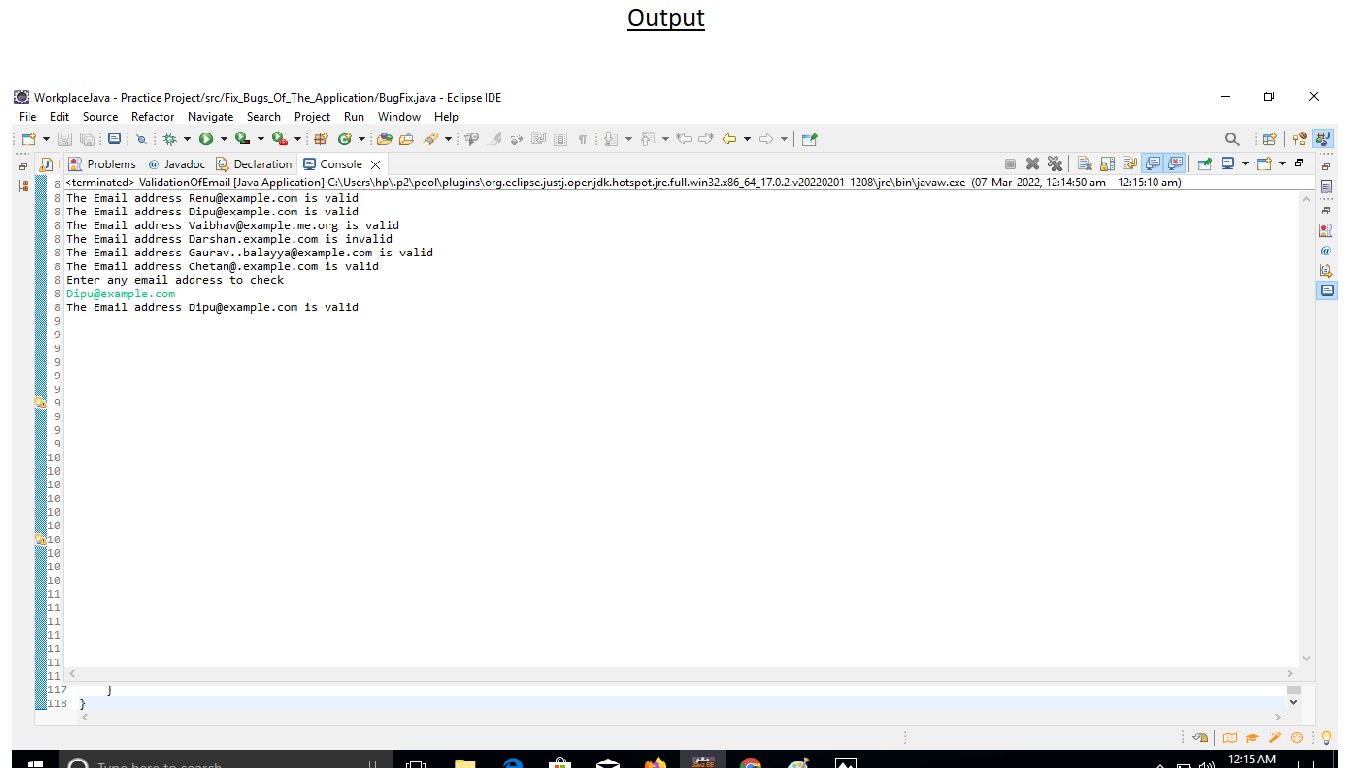 Output
WorkplaceJava - Practice Project/src/Fix_Bugs_Of_The_Application/BugFix.java - Eclipse IDE
File Edit Source Refactor Navigate Search Project Run Window Help
Problems @ Javadoc Declaration Console
<terminated> ValidationOfEmail [Java Application] C:\Users\hp\.p2\pool\plugins\org.eclipse.justj.openjdk.hotspot.jre.full.win32.x86_64_17.0.2.v20220201-1208\jre\bin\javaw.exe (07-Mar-2022, 12:14:50 am – 12:15:10 am)
8 The Email address Renu@example.com is valid
8 The Email address Dipu@example.com is valid
8 The Email address Vaibhav@example.me.org is valid
8 The Email address Darshan.example.com is invalid
8 The Email address Gaurav..balayya@example.com is valid
8 The Email address Chetan@.example.com is valid
8 Enter any email address to check
8 Dipu@example.com
8 The Email address Dipu@example.com is valid
9
9
9
9
9
9
9
9
9
9
10
10
10
10
10
10
10
10
10
10
11
11
11
11
11
11
11
117 }
118 }
Type here to search
12:15 AM